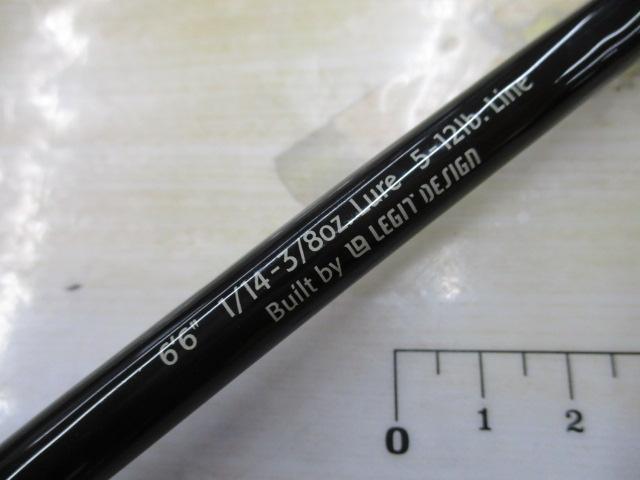 6'6" 1/14-3/8oz. Lure 5-12lb. Line
Built by LEGIT DESIGN
0 1 2